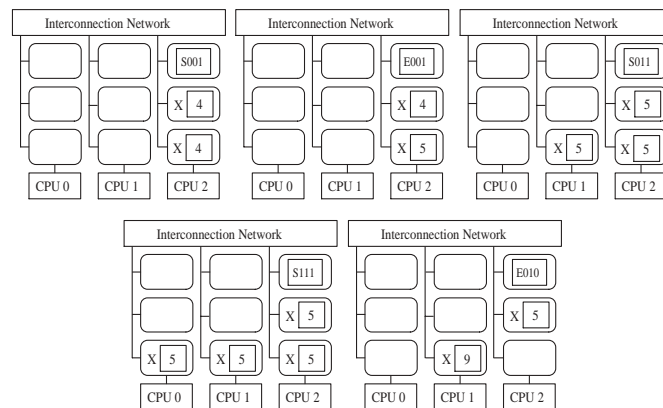 Interconnection Network
S001
X 4
X 4
CPU 0 CPU 1 CPU 2
Interconnection Network
E001
X 4
X 5
CPU 0 CPU 1 CPU 2
Interconnection Network
S011
X 5
X 5 X 5
CPU 0 CPU 1 CPU 2
Interconnection Network
S111
X 5
X 5 X 5 X 5
CPU 0 CPU 1 CPU 2
Interconnection Network
E010
X 5
X 9
CPU 0 CPU 1 CPU 2